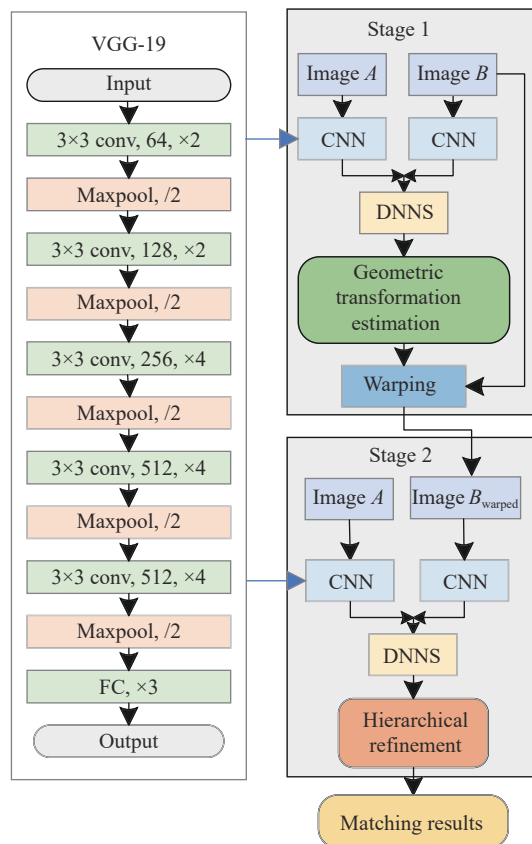 VGG-19
Input
3×3 conv, 64, ×2
Maxpool, /2
3×3 conv, 128, ×2
Maxpool, /2
3×3 conv, 256, ×4
Maxpool, /2
3×3 conv, 512, ×4
Maxpool, /2
3×3 conv, 512, ×4
Maxpool, /2
FC, ×3
Output
Stage 1
Image A
Image B
CNN
CNN
DNNS
Geometric
transformation
estimation
Warping
Stage 2
Image A
Image Bwarped
CNN
CNN
DNNS
Hierarchical
refinement
Matching results